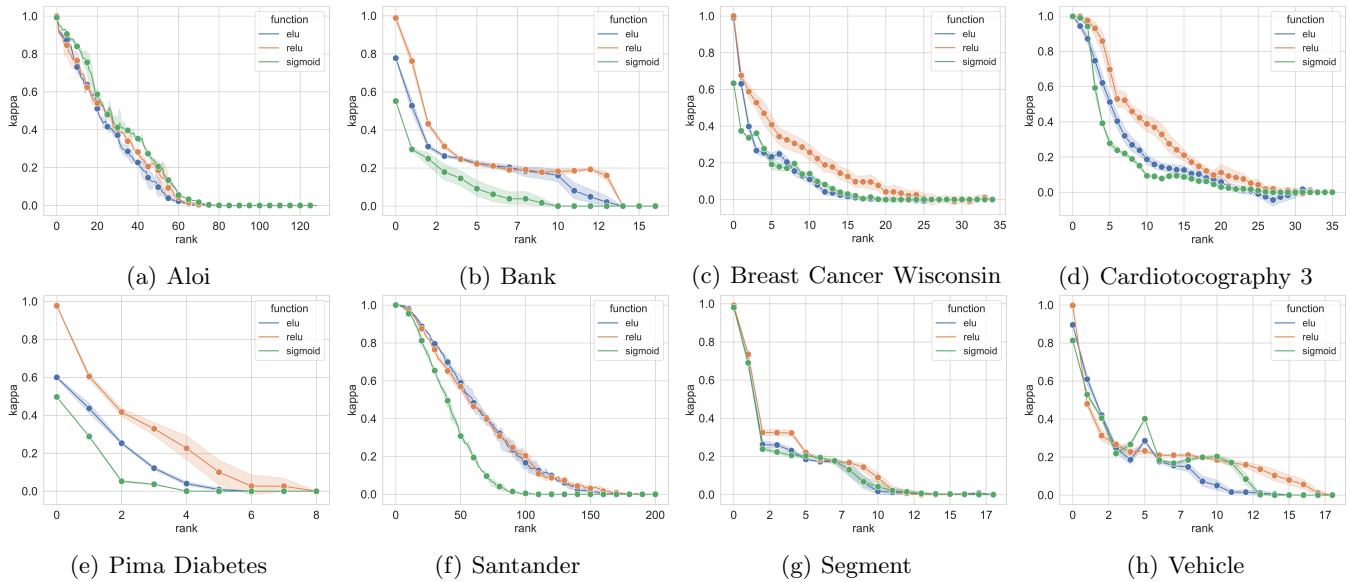 function
elu
relu
sigmoid
kappa
1.0
0.8
0.6
0.4
0.2
0.0
0 20 40 60 80 100 120
rank
(a) Aloi
function
elu
relu
sigmoid
kappa
1.0
0.8
0.6
0.4
0.2
0.0
0 2 5 7 10 12 15
rank
(b) Bank
function
elu
relu
sigmoid
kappa
1.0
0.8
0.6
0.4
0.2
0.0
0 5 10 15 20 25 30 35
rank
(c) Breast Cancer Wisconsin
function
elu
relu
sigmoid
kappa
1.0
0.8
0.6
0.4
0.2
0.0
0 5 10 15 20 25 30 35
rank
(d) Cardiotocography 3
function
elu
relu
sigmoid
kappa
1.0
0.8
0.6
0.4
0.2
0.0
0 2 4 6 8
rank
(e) Pima Diabetes
function
elu
relu
sigmoid
kappa
1.0
0.8
0.6
0.4
0.2
0.0
0 50 100 150 200
rank
(f) Santander
function
elu
relu
sigmoid
kappa
1.0
0.8
0.6
0.4
0.2
0.0
0 2 5 7 10 12 15 17
rank
(g) Segment
function
elu
relu
sigmoid
kappa
1.0
0.8
0.6
0.4
0.2
0.0
0 2 5 7 10 12 15 17
rank
(h) Vehicle